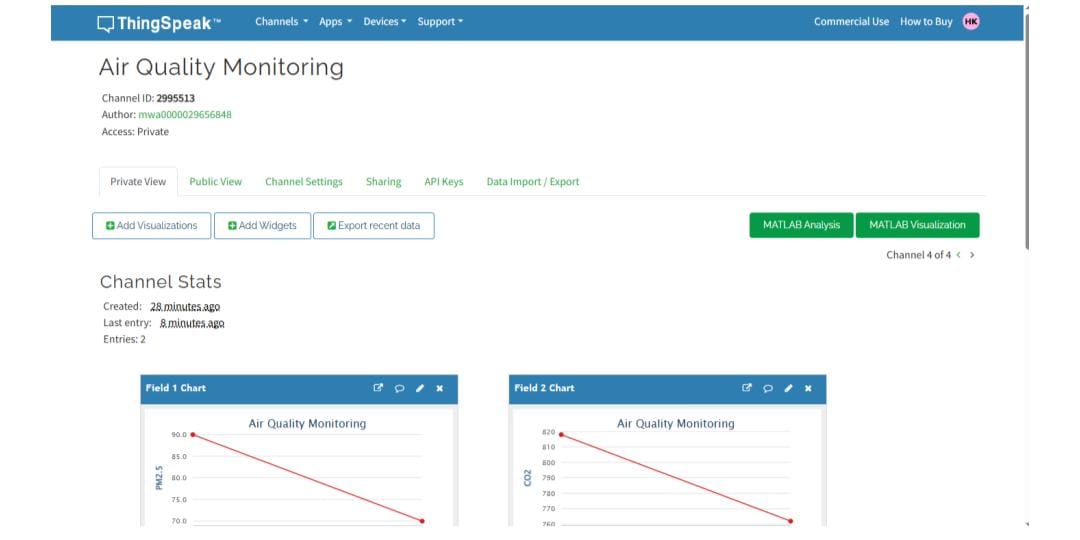 ThingSpeak™ Channels Apps Devices Support Commercial Use How to Buy HK
Air Quality Monitoring
Channel ID: 2995513
Author: mwa0000029656848
Access: Private
Private View Public View Channel Settings Sharing API Keys Data Import / Export
Add Visualizations Add Widgets Export recent data MATLAB Analysis MATLAB Visualization
Channel 4 of 4 < >
Channel Stats
Created: 28 minutes ago
Last entry: 8 minutes ago
Entries: 2
Field 1 Chart
Air Quality Monitoring
PM2.5
90.0
85.0
80.0
75.0
70.0
Field 2 Chart
Air Quality Monitoring
CO2
820
810
800
790
780
770
760